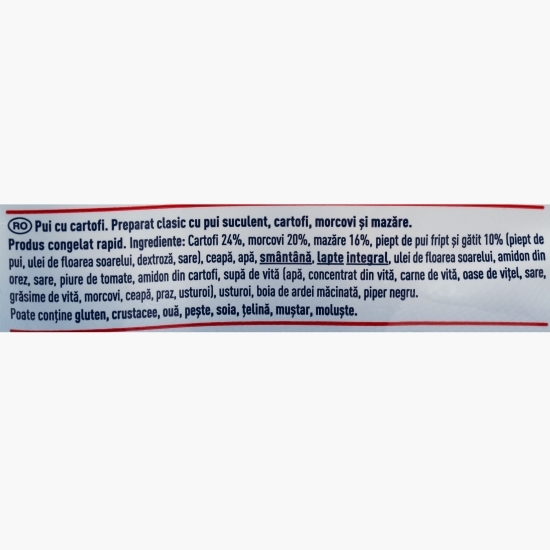 RO Pui cu cartofi. Preparat clasic cu pui suculent, cartofi, morcovi și mazăre.
Produs congelat rapid. Ingrediente: Cartofi 24%, morcovi 20%, mazăre 16%, piept de pui fript și gătit 10% (piept de
pui, ulei de floarea soarelui, dextroză, sare), ceapă, apă, smântână, lapte integral, ulei de floarea soarelui, amidon din
orez, sare, piure de tomate, amidon din cartofi, supă de vită (apă, concentrat din vită, carne de vită, oase de vițel, sare,
grăsime de vită, morcovi, ceapă, praz, usturoi), usturoi, boia de ardei măcinată, piper negru.
Poate conține gluten, crustacee, ouă, pește, soia, țelină, muștar, moluște.